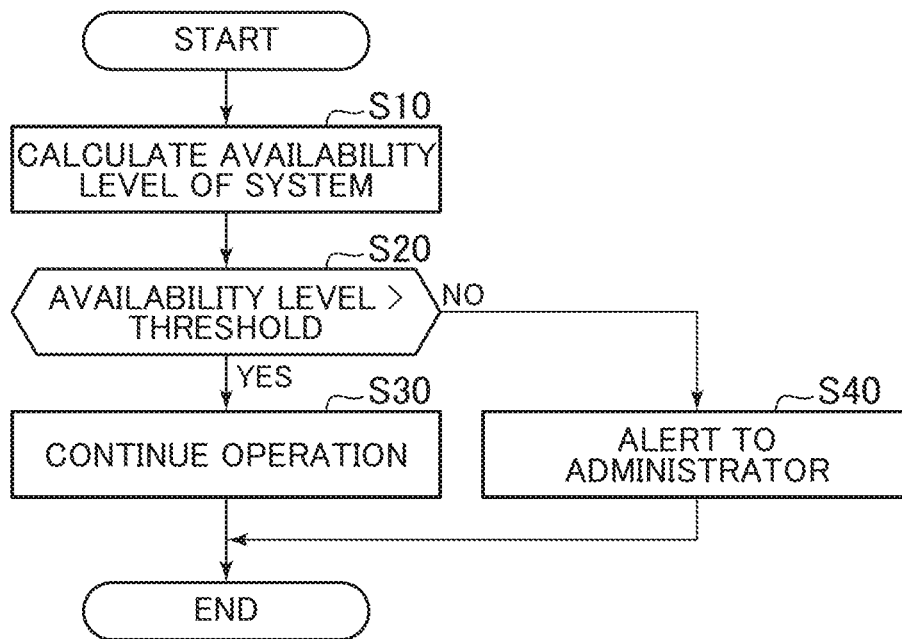 START
S10
CALCULATE AVAILABILITY
LEVEL OF SYSTEM
S20
AVAILABILITY LEVEL >
THRESHOLD
NO
YES
S30
CONTINUE OPERATION
S40
ALERT TO
ADMINISTRATOR
END